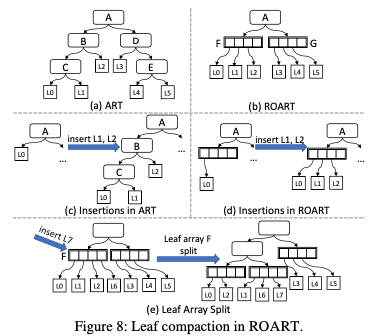 A
B
D
C
L2
L3
E
L0
L1
L4
L5
(a) ART
A
F
G
L0
L1
L2
L3
L4
L5
(b) ROART
A
L0
...
insert L1, L2
A
B
...
C
L2
L0
L1
(c) Insertions in ART
A
...
L0
insert L1, L2
A
...
L0
L1
L2
(d) Insertions in ROART
insert L7
F
L0
L1
L2
L6
L3
L4
L5
Leaf array F
split
L0
L1
L2
L6
L7
L3
L4
L5
(e) Leaf Array Split
Figure 8: Leaf compaction in ROART.